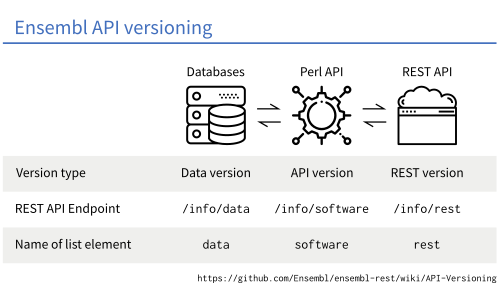 Ensembl API versioning
Databases Perl API REST API
Version type Data version API version REST version
REST API Endpoint /info/data /info/software /info/rest
Name of list element data software rest
https://github.com/Ensembl/ensembl-rest/wiki/API-Versioning